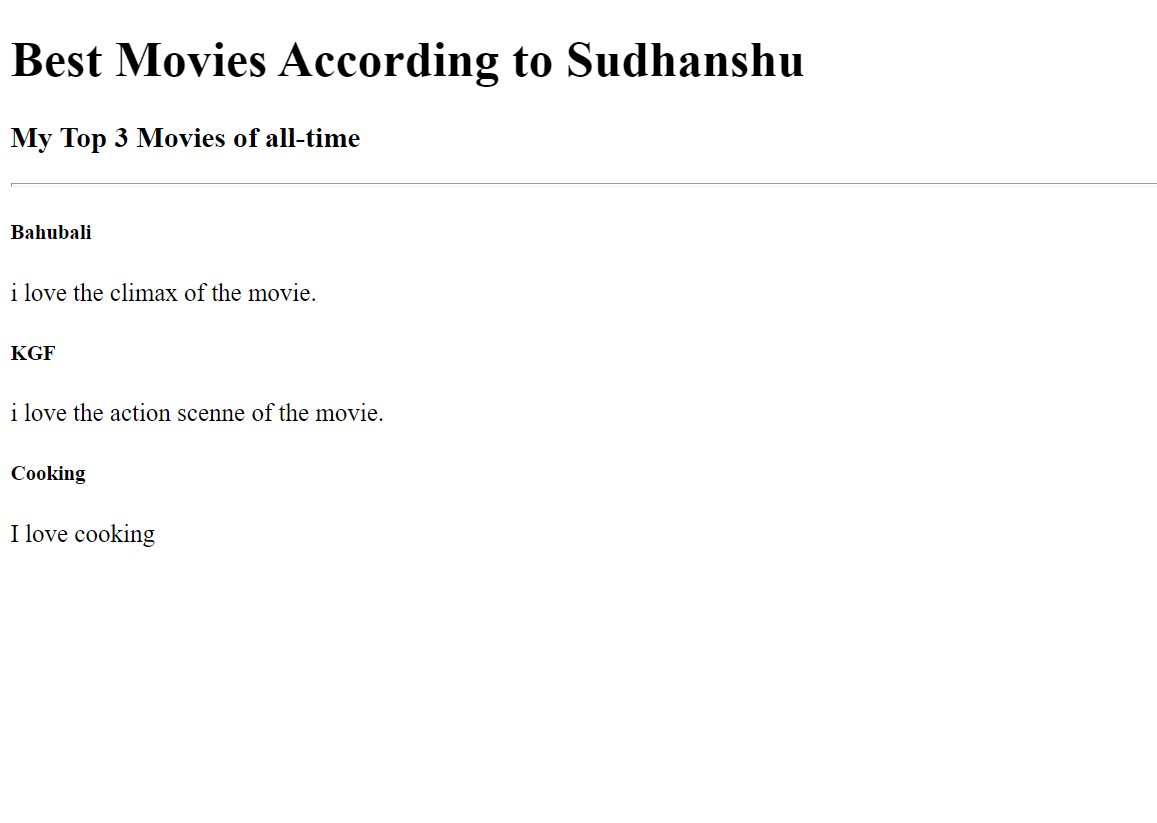 Best Movies According to Sudhanshu
My Top 3 Movies of all-time
Bahubali
i love the climax of the movie.
KGF
i love the action scenne of the movie.
Cooking
I love cooking